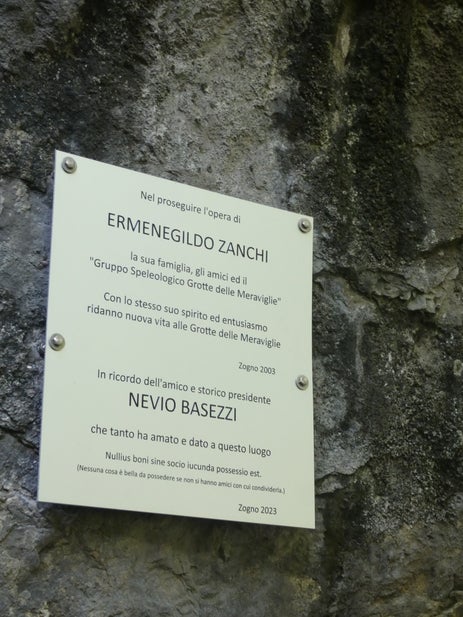 Nel proseguire l'opera di
ERMENEGILDO ZANCHI
la sua famiglia, gli amici ed il
"Gruppo Speleologico Grotte delle Meraviglie"
Con lo stesso suo spirito ed entusiasmo
ridanno nuova vita alle Grotte delle Meraviglie
Zogno 2003
In ricordo dell'amico e storico presidente
NEVIO BASEZZI
che tanto ha amato e dato a questo luogo
Nullius boni sine socio iucunda possessio est.
(Nessuna cosa è bella da possedere se non si hanno amici con cui condividerla.)
Zogno 2023